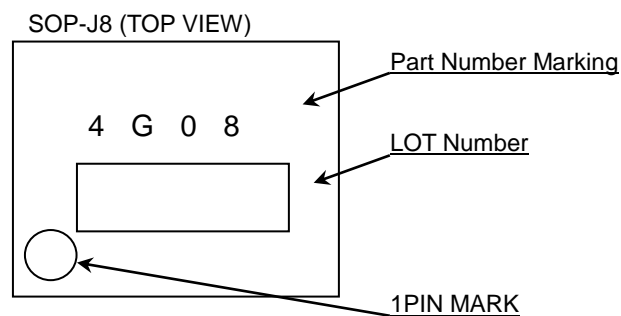 SOP-J8 (TOP VIEW)
Part Number Marking
4 G 0 8
LOT Number
1PIN MARK